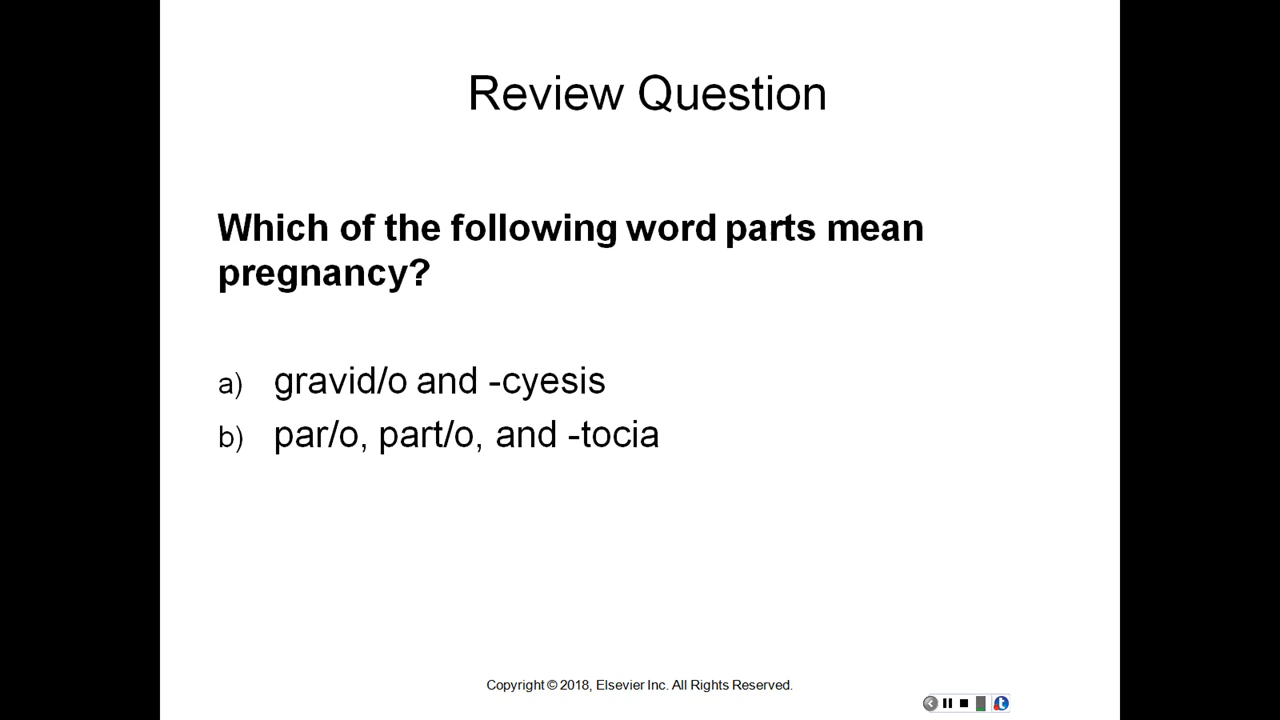 Review Question
Which of the following word parts mean
pregnancy?
a) gravid/o and -cyesis
b) par/o, part/o, and -tocia
Copyright © 2018, Elsevier Inc. All Rights Reserved.